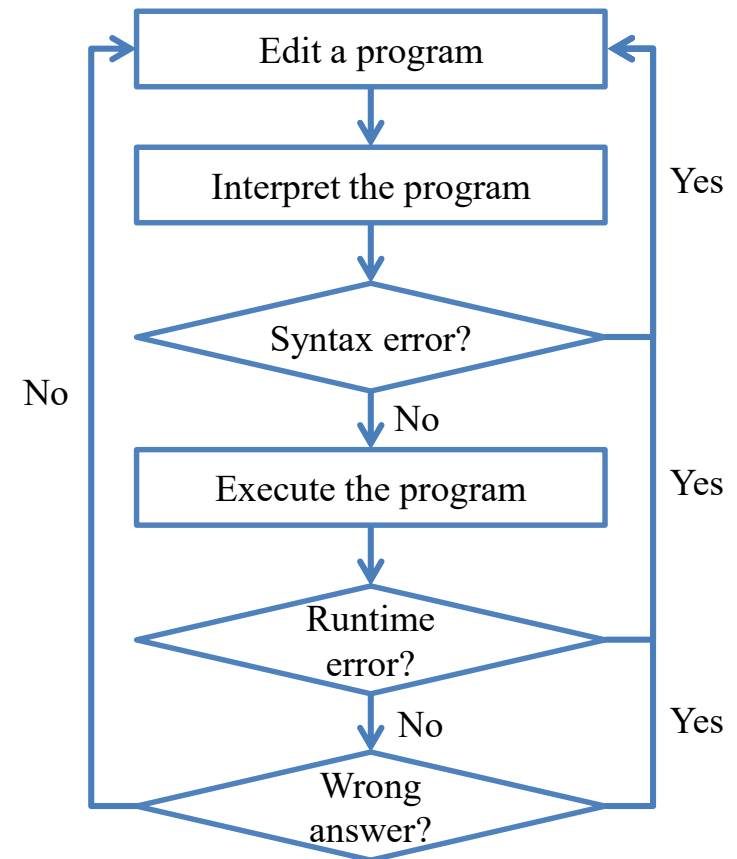 Edit a program
Interpret the program
Yes
Syntax error?
No
No
Execute the program
Yes
Runtime
error?
No
Yes
Wrong
answer?